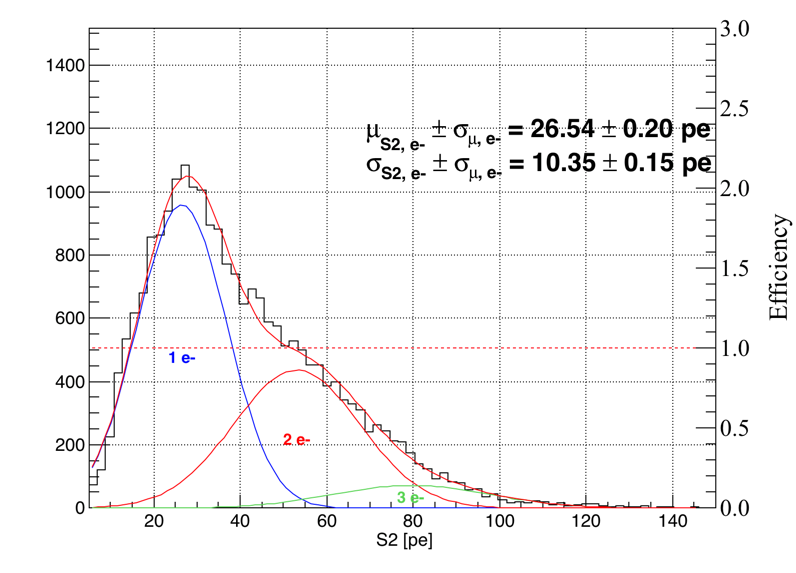 μS2, e- ± σμ, e- = 26.54 ± 0.20 pe
σS2, e- ± σμ, e- = 10.35 ± 0.15 pe
1400
1200
1000
800
600
400
200
0
3.0
2.5
2.0
1.5
1.0
0.5
0.0
Efficiency
1 e-
2 e-
3 e-
20 40 60 80 100 120 140
S2 [pe]